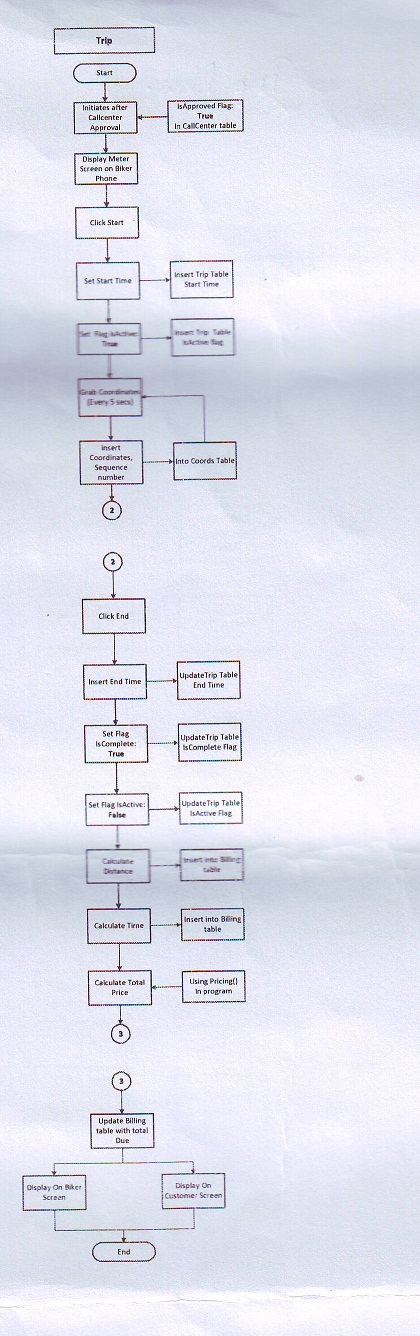 Trip
Start
Initiates after
Callcenter
Approval
IsApproved Flag:
True
In CallCenter table
Display Meter
Screen on Biker
Phone
Click Start
Set Start Time
Insert Trip Table
Start Time
Set Flag IsActive:
True
Insert Trip Table
IsActive flag
Grab Coordinates
(Every 5 secs)
Insert
Coordinates,
Sequence
number
Into Coords Table
2
2
Click End
Insert End Time
UpdateTrip Table
End Time
Set Flag
IsComplete:
True
UpdateTrip Table
IsComplete Flag
Set Flag IsActive:
False
UpdateTrip Table
IsActive Flag
Calculate
Distance
Insert into Billing
table
Calculate Time
Insert into Billing
table
Calculate Total
Price
Using Pricing()
In program
3
3
Update Billing
table with total
Due
Display On Biker
Screen
Display On
Customer Screen
End